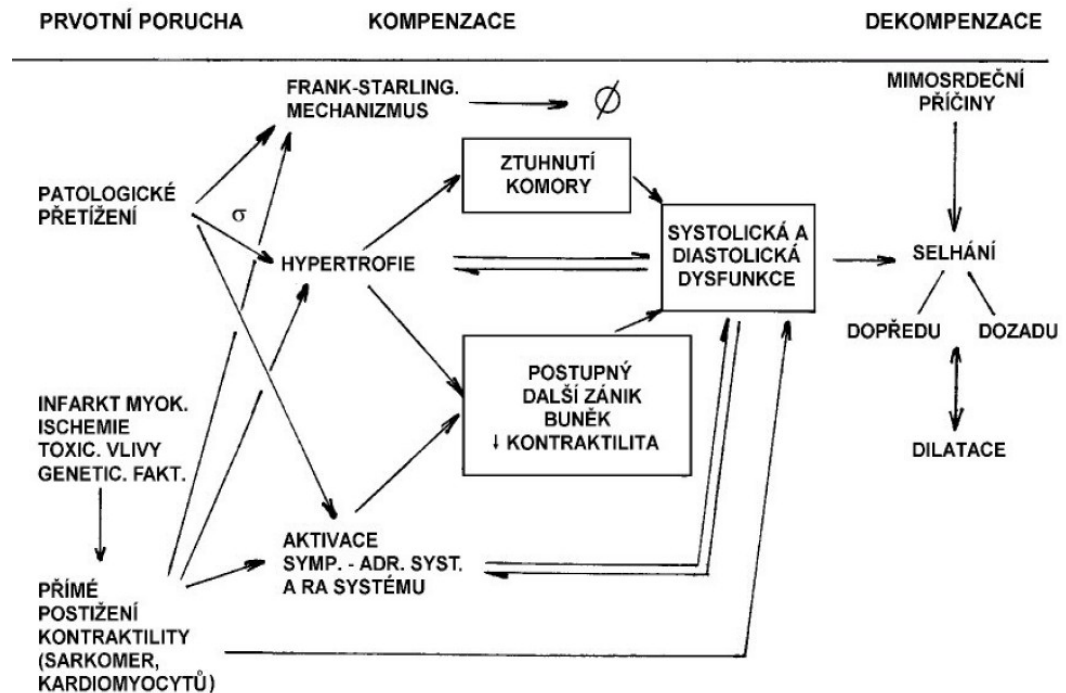 PRVOTNÍ PORUCHA
KOMPENZACE
DEKOMPENZACE
FRANK-STARLING.
MECHANIZMUS
Ø
MIMOSRDEČNÍ
PŘÍČINY
ZTUHNUTÍ
KOMORY
PATOLOGICKÉ
PŘETÍŽENÍ
σ
HYPERTROFIE
SYSTOLICKÁ A
DIASTOLICKÁ
DYSFUNKCE
SELHÁNÍ
DOPŘEDU
DOZADU
POSTUPNÝ
DALŠÍ ZÁNIK
BUNĚK
↓ KONTRAKTILITA
INFARKT MYOK.
ISCHEMIE
TOXIC. VLIVY
GENETIC. FAKT.
DILATACE
AKTIVACE
SYMP. - ADR. SYST.
A RA SYSTÉMU
PŘÍMÉ
POSTIŽENÍ
KONTRAKTILITY
(SARKOMER,
KARDIOMYOCYTŮ)